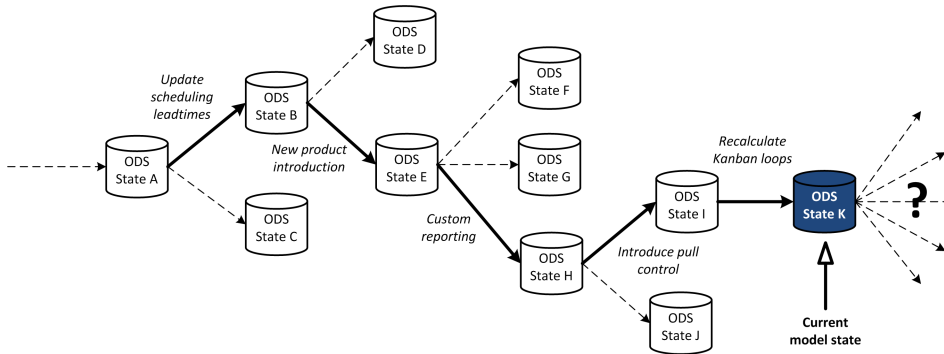 ODS
State D
Update
scheduling
leadtimes
ODS
State B
ODS
State F
New product
introduction
Recalculate
Kanban loops
ODS
State A
ODS
State E
ODS
State G
ODS
State I
ODS
State K
?
ODS
State C
Custom
reporting
ODS
State H
Introduce pull
control
ODS
State J
Current
model state